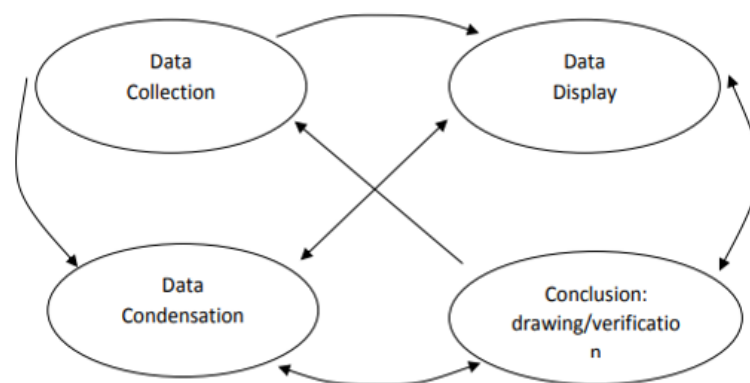 Data
Collection
Data
Display
Data
Condensation
Conclusion:
drawing/verificatio
n